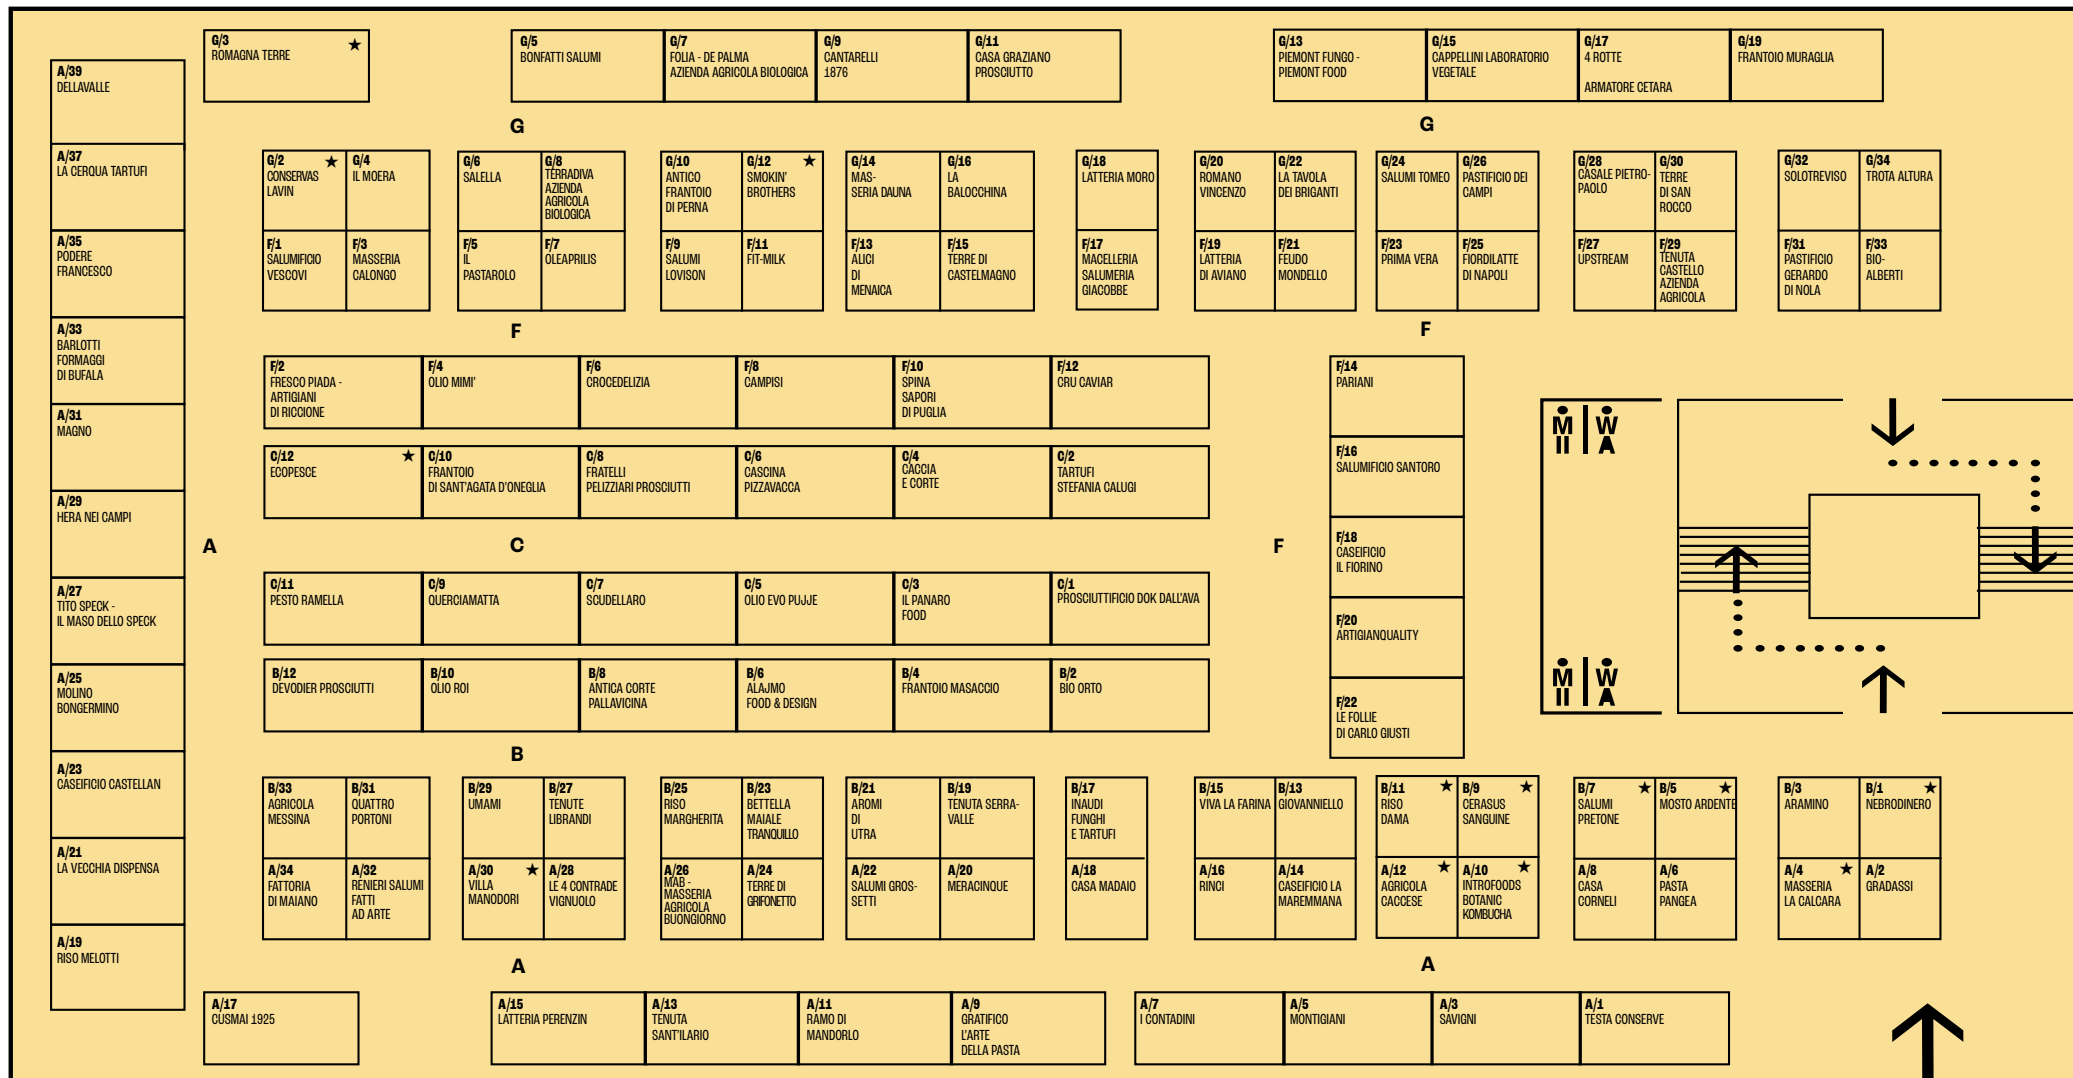 G/3
ROMAGNA TERRE ★
G/5
BONFATTI SALUMI
G/7
FOLIA - DE PALMA
AZIENDA AGRICOLA BIOLOGICA
G/9
CANTARELLI
1876
G/11
CASA GRAZIANO
PROSCIUTTO
G/13
PIEMONT FUNGO -
PIEMONT FOOD
G/15
CAPPELLINI LABORATORIO
VEGETALE
G/17
4 ROTTE
ARMATORE CETARA
G/19
FRANTOIO MURAGLIA
A/39
DELLAVALLE
A/37
LA CERQUA TARTUFI
A/35
PODERE
FRANCESCO
A/33
BARLOTTI
FORMAGGI
DI BUFALA
A/31
MAGNO
A/29
HERA NEI CAMPI
A/27
TITO SPECK -
IL MASO DELLO SPECK
A/25
MOLINO
BONGERMINO
A/23
CASEIFICIO CASTELLAN
A/21
LA VECCHIA DISPENSA
A/19
RISO MELOTTI
G
G
G/2 ★
CONSERVAS
LAVIN
G/4
IL MOERA
G/6
SALELLA
G/8
TERRADIVA
AZIENDA
AGRICOLA
BIOLOGICA
G/10
ANTICO
FRANTOIO
DI PERNA
G/12 ★
SMOKIN'
BROTHERS
G/14
MAS-
SERIA DAUNA
G/16
LA
BALOCCHINA
G/18
LATTERIA MORO
G/20
ROMANO
VINCENZO
G/22
LA TAVOLA
DEI BRIGANTI
G/24
SALUMI TOMEO
G/26
PASTIFICIO DEI
CAMPI
G/28
CASALE PIETRO-
PAOLO
G/30
TERRE
DI SAN
ROCCO
G/32
SOLOTREVISO
G/34
TROTA ALTURA
F/1
SALUMIFICIO
VESCOVI
F/3
MASSERIA
CALONGO
F/5
IL
PASTAROLO
F/7
OLEAPRILIS
F/9
SALUMI
LOVISON
F/11
FIT-MILK
F/13
ALICI
DI
MENAICA
F/15
TERRE DI
CASTELMAGNO
F/17
MACELLERIA
SALUMERIA
GIACOBBE
F/19
LATTERIA
DI AVIANO
F/21
FEUDO
MONDELLO
F/23
PRIMA VERA
F/25
FIORDILATTE
DI NAPOLI
F/27
UPSTREAM
F/29
TENUTA
CASTELLO
AZIENDA
AGRICOLA
F/31
PASTIFICIO
GERARDO
DI NOLA
F/33
BIO-
ALBERTI
F
F
F/2
FRESCO PIADA -
ARTIGIANI
DI RICCIONE
F/4
OLIO MIMI'
F/6
CROCEDELIZIA
F/8
CAMPISI
F/10
SPINA
SAPORI
DI PUGLIA
F/12
CRU CAVIAR
C/12 ★
ECOPESCE
C/10
FRANTOIO
DI SANT'AGATA D'ONEGLIA
C/8
FRATELLI
PELIZZIARI PROSCIUTTI
C/6
CASCINA
PIZZAVACCA
C/4
CACCIA
E CORTE
C/2
TARTUFI
STEFANIA CALUGI
A
C
F
F/14
PARIANI
F/16
SALUMIFICIO SANTORO
F/18
CASEIFICIO
IL FIORINO
F/20
ARTIGIANQUALITY
F/22
LE FOLLIE
DI CARLO GIUSTI
M W
M W
C/11
PESTO RAMELLA
C/9
QUERCIAMATTA
C/7
SCUDELLARO
C/5
OLIO EVO PUJJE
C/3
IL PANARO
FOOD
C/1
PROSCIUTTIFICIO DOK DALL'AVA
B/12
DEVODIER PROSCIUTTI
B/10
OLIO ROI
B/8
ANTICA CORTE
PALLAVICINA
B/6
ALAJMO
FOOD & DESIGN
B/4
FRANTOIO MASACCIO
B/2
BIO ORTO
B
B/33
AGRICOLA
MESSINA
B/31
QUATTRO
PORTONI
B/29
UMAMI
B/27
TENUTE
LIBRANDI
B/25
RISO
MARGHERITA
B/23
BETTELLA
MAIALE
TRANQUILLO
B/21
AROMI
DI
UTRA
B/19
TENUTA SERRA-
VALLE
B/17
INAUDI
FUNGHI
E TARTUFI
B/15
VIVA LA FARINA
B/13
GIOVANNIELLO
B/11 ★
RISO
DAMA
B/9 ★
CERASUS
SANGUINE
B/7 ★
SALUMI
PRETONE
B/5 ★
MOSTO ARDENTE
B/3
ARAMINO
B/1 ★
NEBRODINERO
A/34
FATTORIA
DI MAIANO
A/32
RENIERI SALUMI
FATTI
AD ARTE
A/30 ★
VILLA
MANODORI
A/28
LE 4 CONTRADE
VIGNUOLO
A/26
MAB -
MASSERIA
AGRICOLA
BUONGIORNO
A/24
TERRE DI
GRIFONETTO
A/22
SALUMI GROS-
SETTI
A/20
MERACINQUE
A/18
CASA MADAIO
A/16
RINCI
A/14
CASEIFICIO LA
MAREMMANA
A/12 ★
AGRICOLA
CACCESE
A/10 ★
INTROFOODS
BOTANIC
KOMBUCHA
A/8
CASA
CORNELI
A/6
PASTA
PANGEA
A/4 ★
MASSERIA
LA CALCARA
A/2
GRADASSI
A
A
A/17
CUSMAI 1925
A/15
LATTERIA PERENZIN
A/13
TENUTA
SANT'ILARIO
A/11
RAMO DI
MANDORLO
A/9
GRATIFICO
L'ARTE
DELLA PASTA
A/7
I CONTADINI
A/5
MONTIGIANI
A/3
SAVIGNI
A/1
TESTA CONSERVE